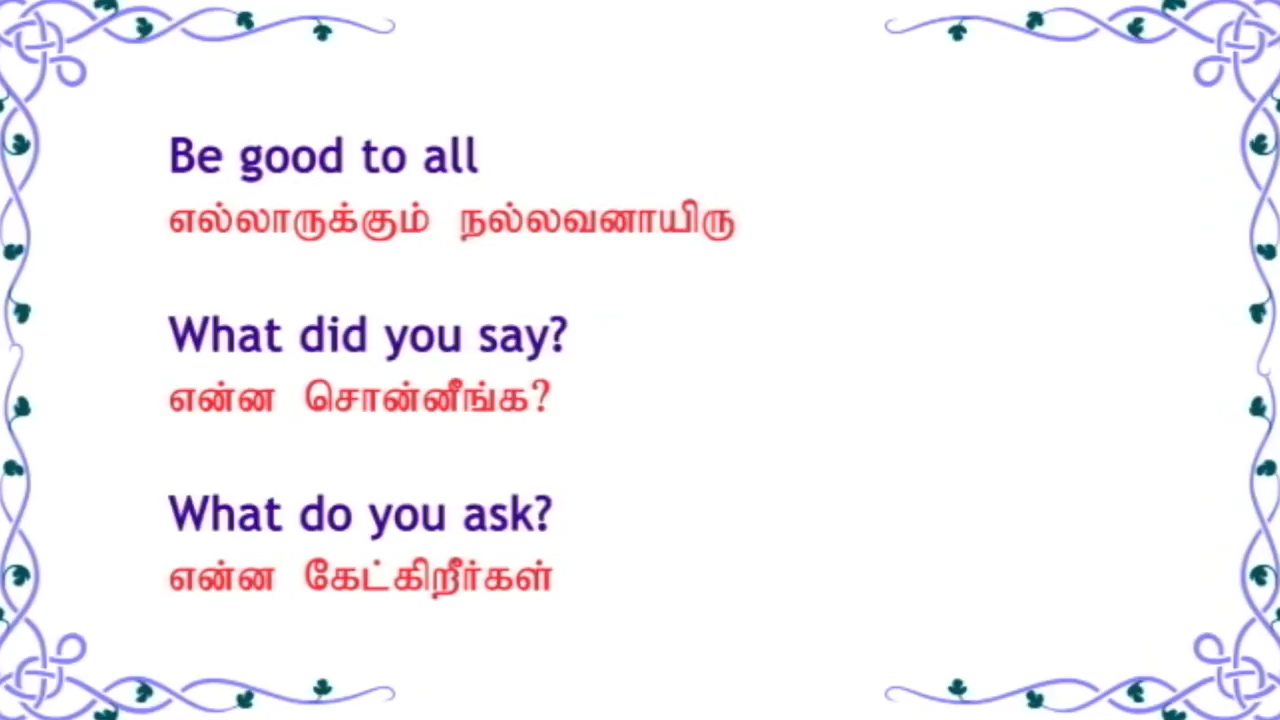 Be good to all
எல்லாருக்கும் நல்லவனாயிரு
What did you say?
என்ன சொன்னீங்க?
What do you ask?
என்ன கேட்கிறீர்கள்